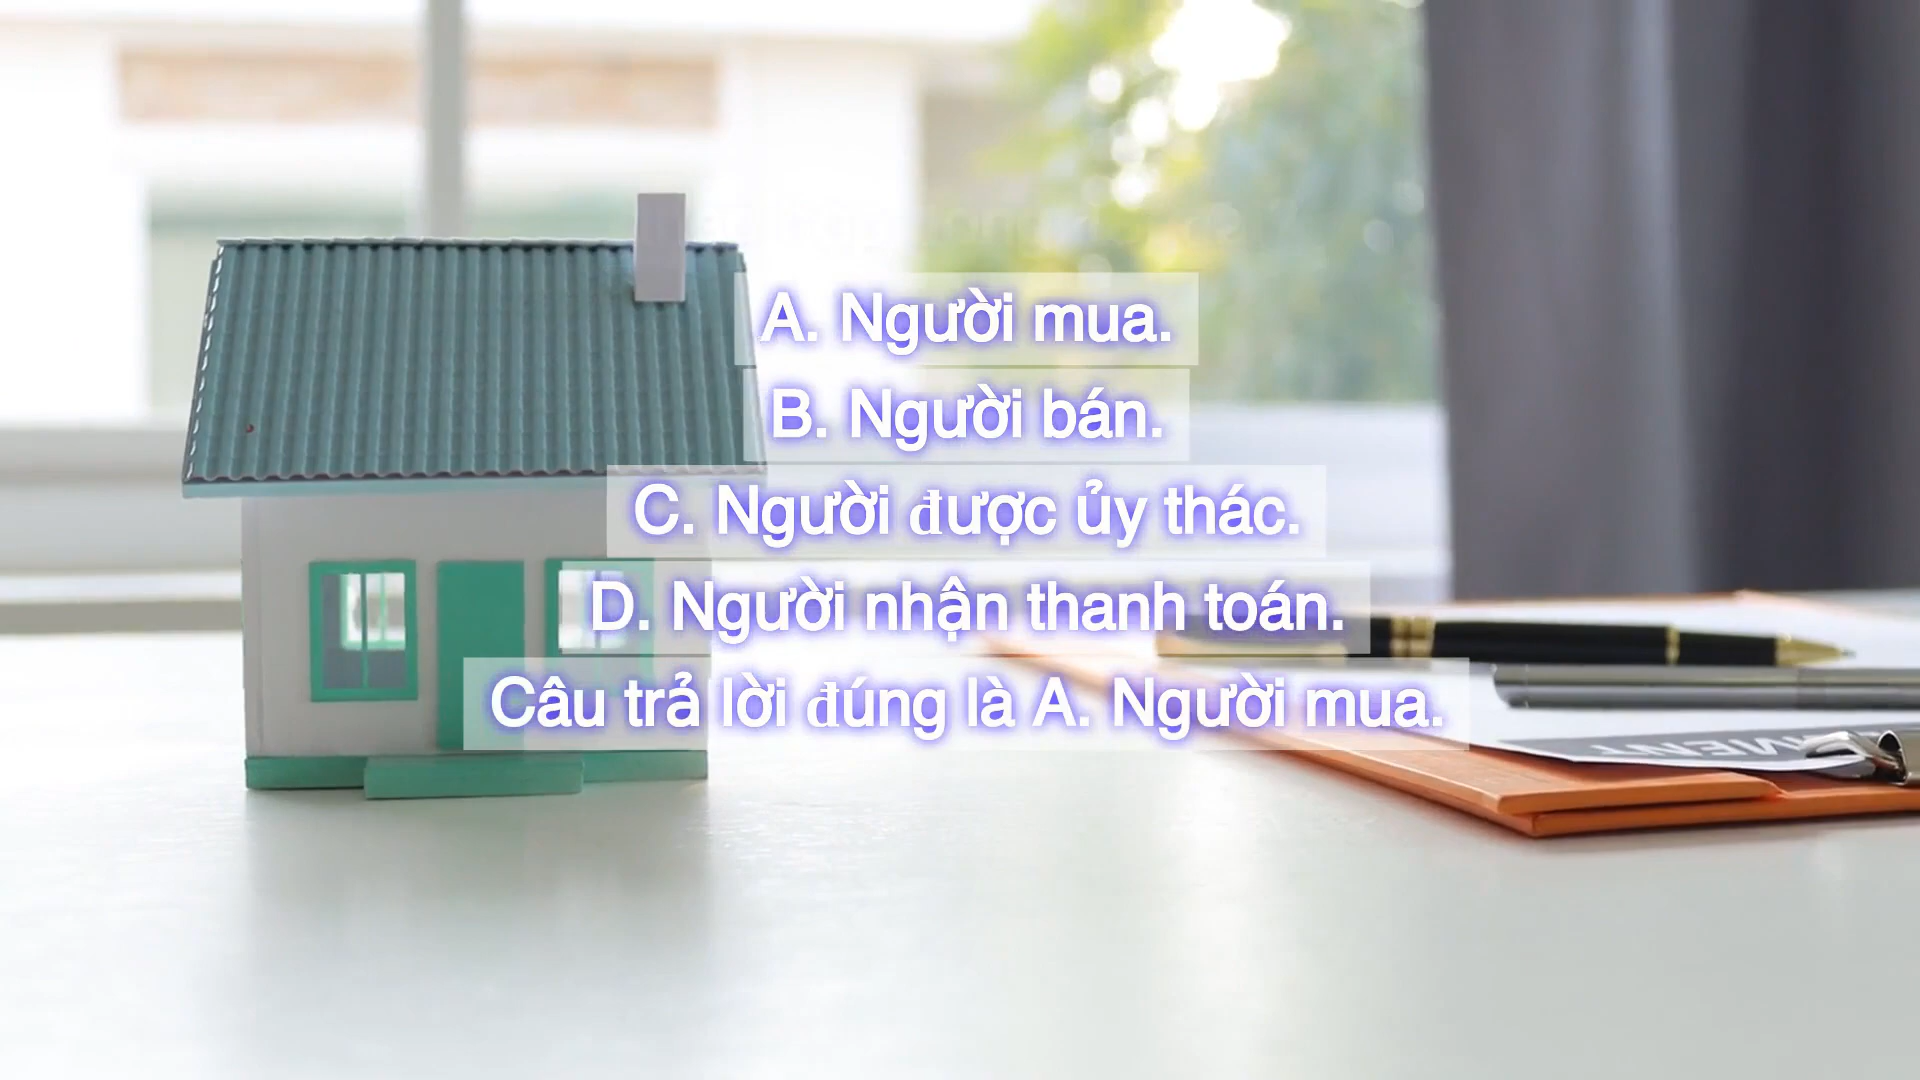 A. Người mua.
B. Người bán.
C. Người được ủy thác.
D. Người nhận thanh toán.
Câu trả lời đúng là A. Người mua.